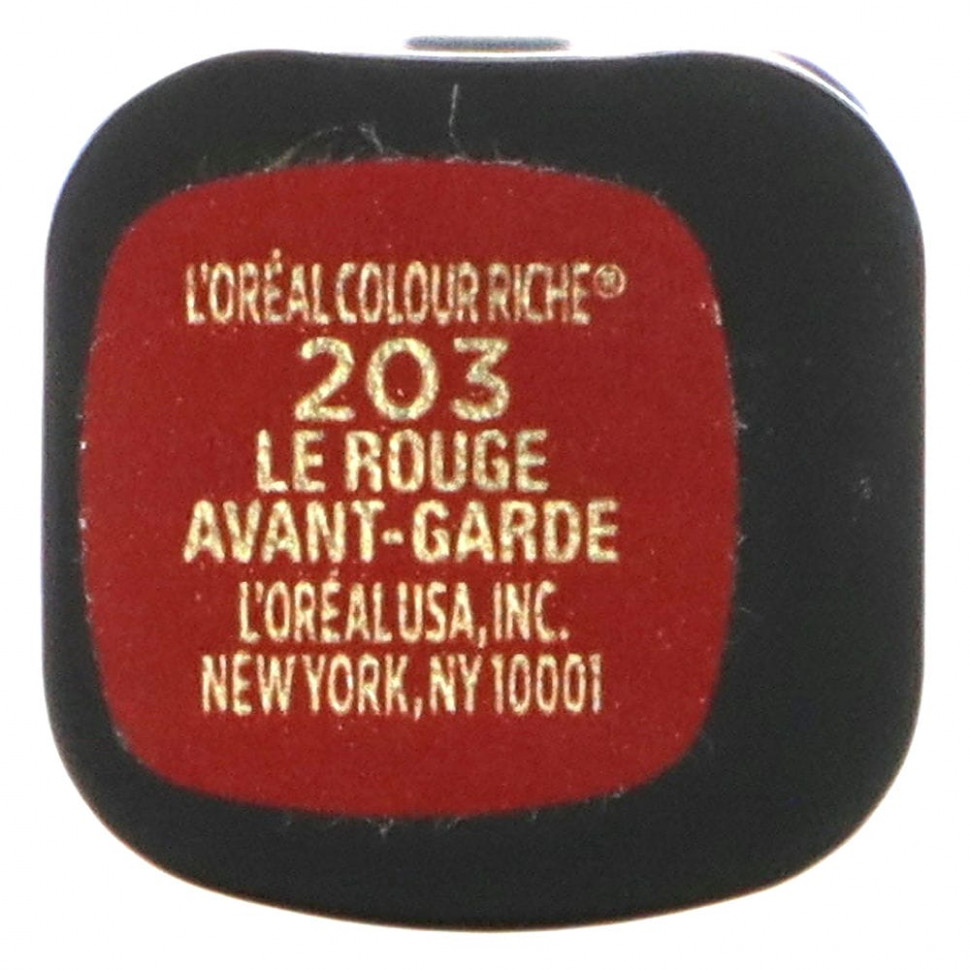 L'ORÉAL COLOUR RICHE®
203
LE ROUGE
AVANT-GARDE
L'ORÉAL USA, INC.
NEW YORK, NY 10001